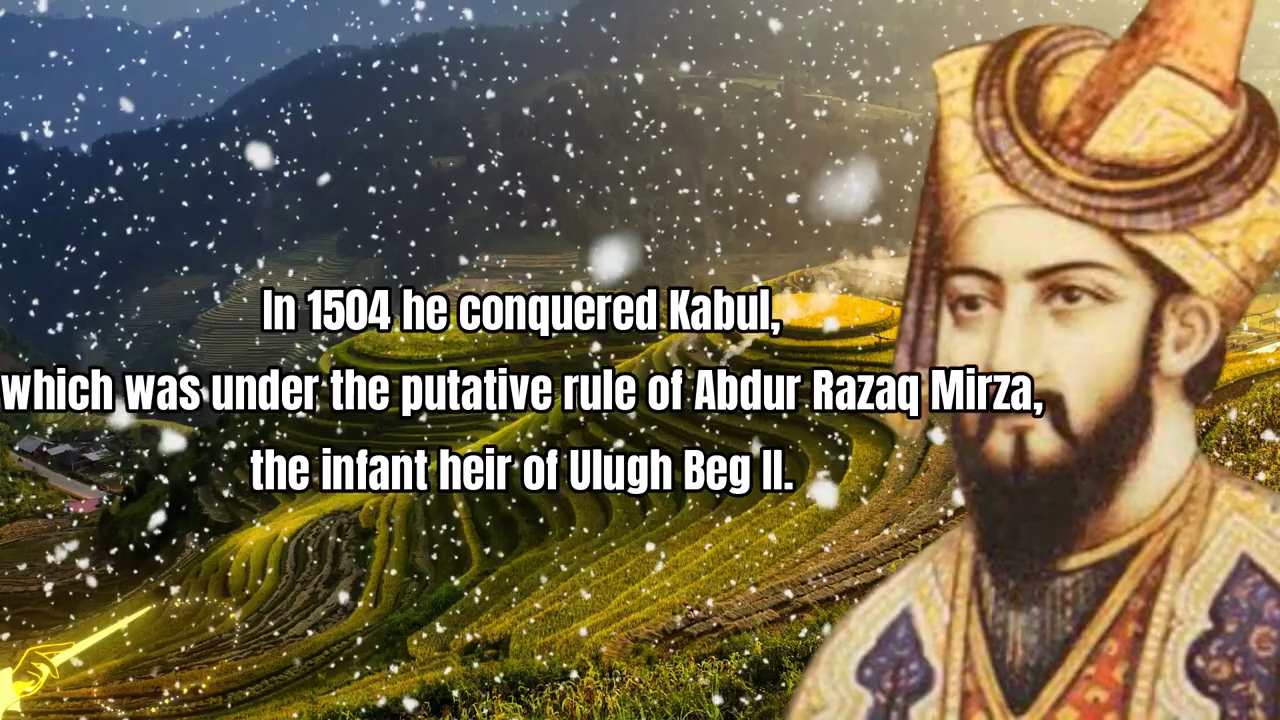 In 1504 he conquered Kabul,
which was under the putative rule of Abdur Razaq Mirza,
the infant heir of Ulugh Beg II.